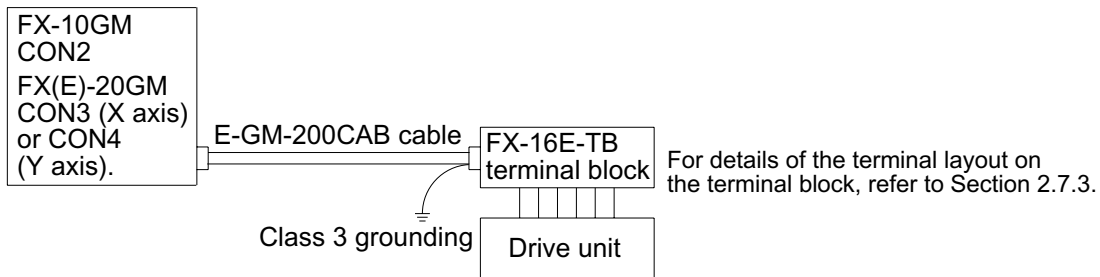 FX-10GM
CON2
FX(E)-20GM
CON3 (X axis)
or CON4
(Y axis).
E-GM-200CAB cable
FX-16E-TB
terminal block
For details of the terminal layout on
the terminal block, refer to Section 2.7.3.
Class 3 grounding
Drive unit